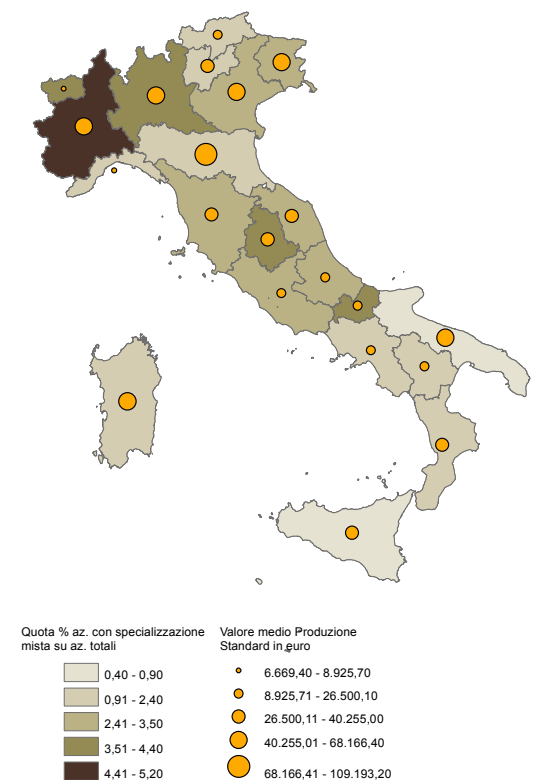 Quota % az. con specializzazione
mista su az. totali
0,40 - 0,90
0,91 - 2,40
2,41 - 3,50
3,51 - 4,40
4,41 - 5,20
Valore medio Produzione
Standard in euro
6.669,40 - 8.925,70
8.925,71 - 26.500,10
26.500,11 - 40.255,00
40.255,01 - 68.166,40
68.166,41 - 109.193,20